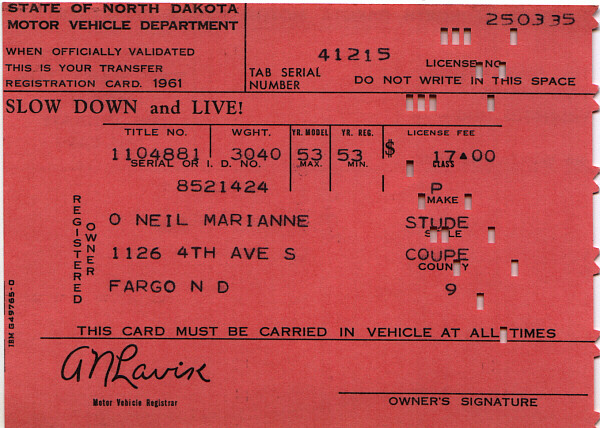 STATE OF NORTH DAKOTA
MOTOR VEHICLE DEPARTMENT
250335
WHEN OFFICIALLY VALIDATED
THIS IS YOUR TRANSFER
REGISTRATION CARD. 1961
41215
TAB SERIAL
NUMBER
LICENSE NO.
DO NOT WRITE IN THIS SPACE
SLOW DOWN and LIVE!
TITLE NO. WGHT. YR. MODEL YR. REG. LICENSE FEE
1104881 3040 53 53 $ 17.00
SERIAL OR I. D. NO. MAX. MIN. CLASS
8521424 P
REGISTERED OWNER
MAKE
O NEIL MARIANNE STUDE
STYLE
1126 4TH AVE S COUPE
COUNTY
FARGO N D 9
IBM G49765-0
THIS CARD MUST BE CARRIED IN VEHICLE AT ALL TIMES
A N Lavik
Motor Vehicle Registrar
OWNER'S SIGNATURE